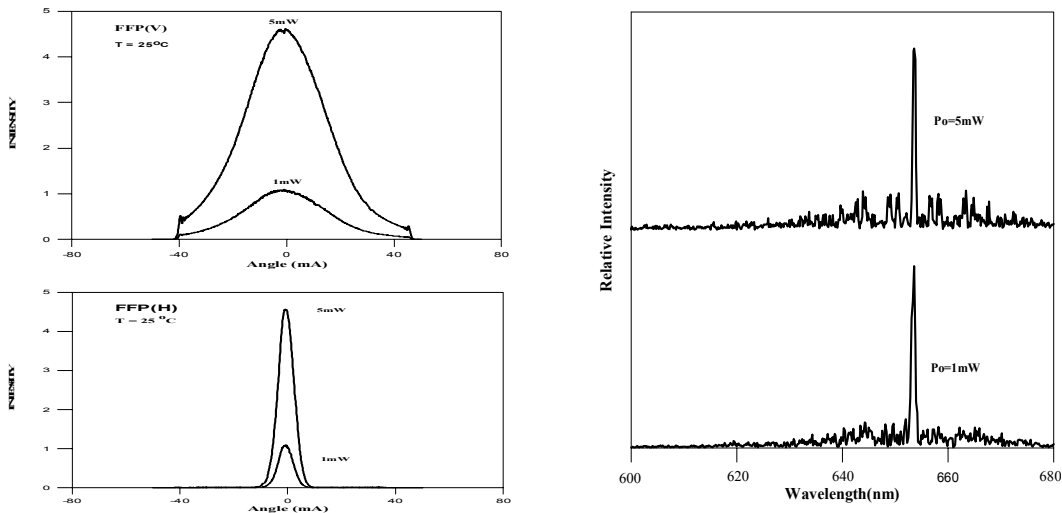 FFP(V)
T = 25°C
5mW
1mW
5
4
3
2
1
0
-80
-40
0
40
80
Angle (mA)
FFP(H)
T = 25 °C
5mW
1mW
5
4
3
2
1
0
-80
-40
0
40
80
Angle (mA)
Relative Intensity
Po=5mW
Po=1mW
600
620
640
660
680
Wavelength(nm)